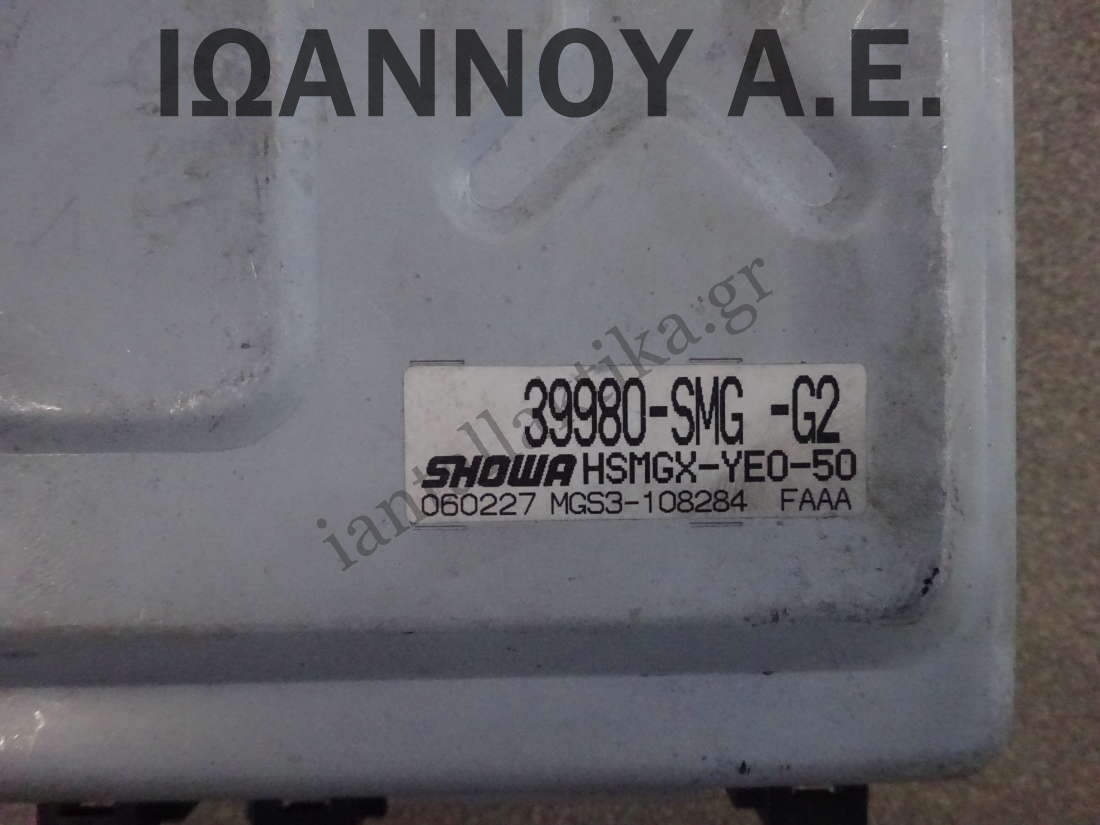 ΙΩΑΝΝΟΥ Α.Ε.
iantallaktika.gr
39980-SMG -G2
SHOWA HSMGX-YE0-50
060227 MGS3-108284 FAAA